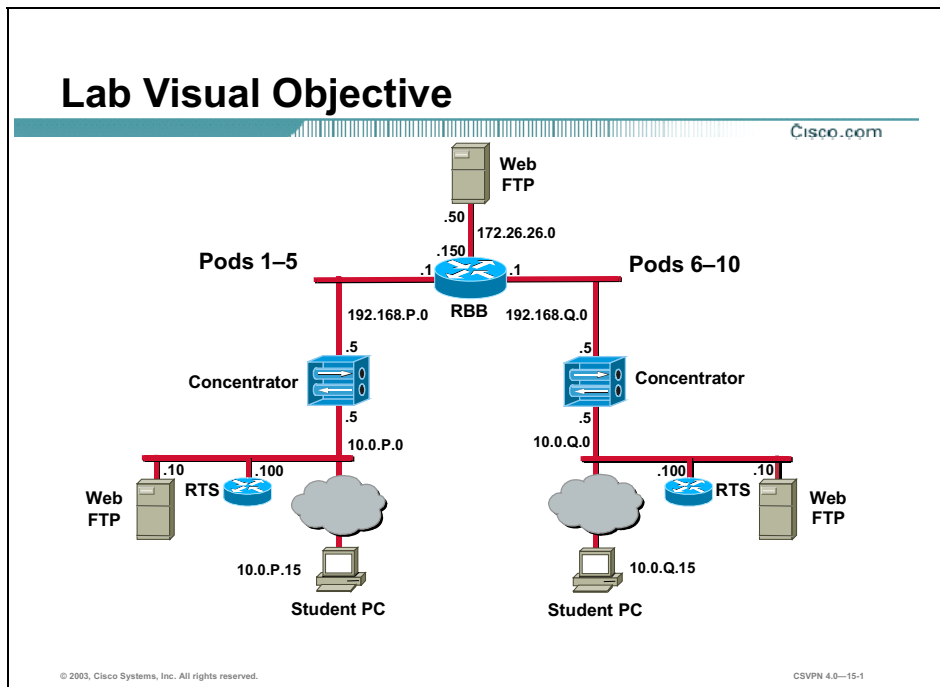 Lab Visual Objective
Cisco.com
Web
FTP
.50
172.26.26.0
.150
Pods 1–5
.1
.1
Pods 6–10
RBB
192.168.P.0
192.168.Q.0
.5
.5
Concentrator
Concentrator
.5
.5
10.0.P.0
10.0.Q.0
.10
.100
.100
.10
Web
FTP
RTS
RTS
Web
FTP
10.0.P.15
10.0.Q.15
Student PC
Student PC
© 2003, Cisco Systems, Inc. All rights reserved.
CSVPN 4.0—15-1